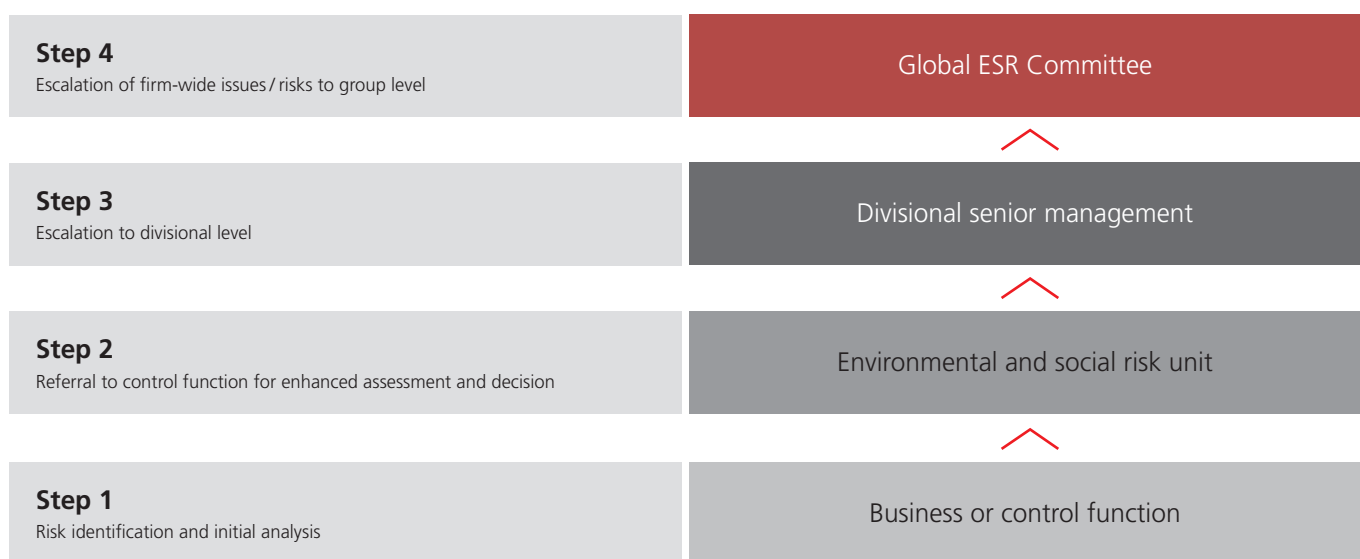 Step 4
Escalation of firm-wide issues / risks to group level
Global ESR Committee
Step 3
Escalation to divisional level
Divisional senior management
Step 2
Referral to control function for enhanced assessment and decision
Environmental and social risk unit
Step 1
Risk identification and initial analysis
Business or control function